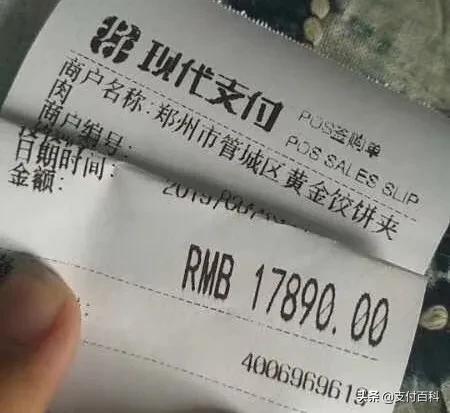 现代支付
POS签购单
POS SALES SLIP
商户名称:郑州市管城区黄金饺饼夹
肉
商户编号:
日期时间:
金额:
RMB 17890.00
4006969619
头条 @支付百科